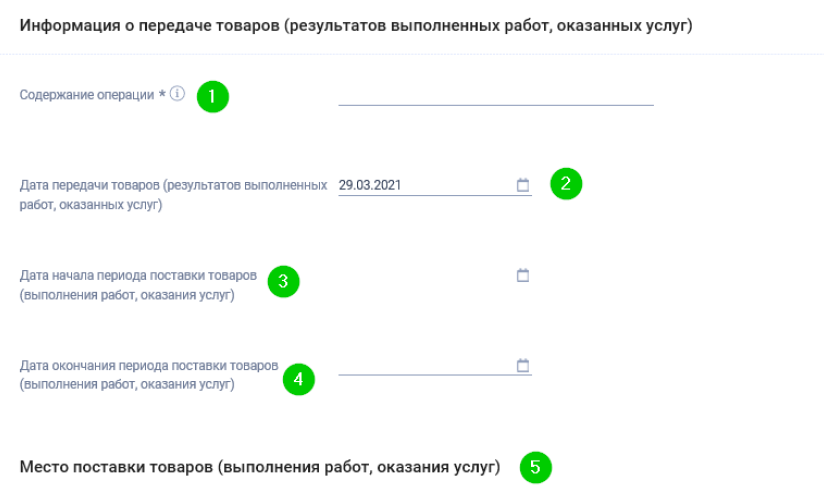 Информация о передаче товаров (результатов выполненных работ, оказанных услуг)
Содержание операции * i 1
Дата передачи товаров (результатов выполненных 29.03.2021 2
работ, оказанных услуг)
Дата начала периода поставки товаров 3
(выполнения работ, оказания услуг)
Дата окончания периода поставки товаров 4
(выполнения работ, оказания услуг)
Место поставки товаров (выполнения работ, оказания услуг) 5